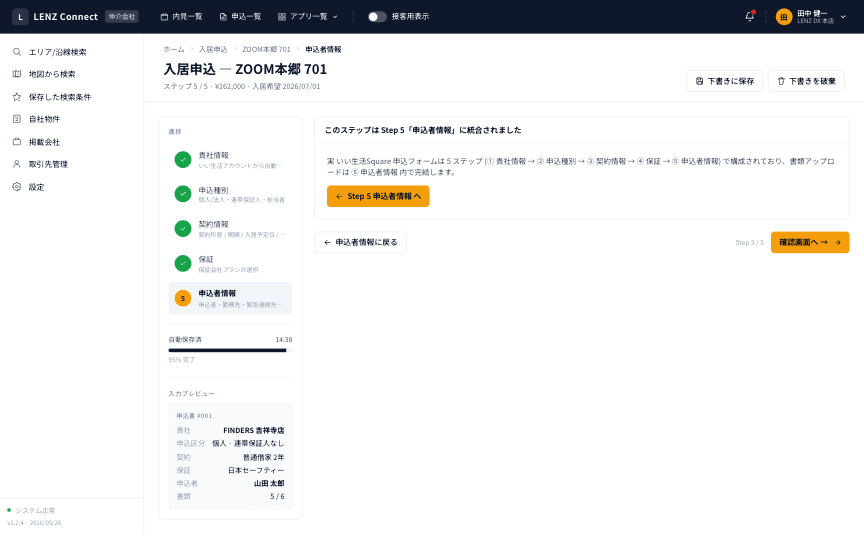 L LENZ Connect 仲介会社 内見一覧 申込一覧 アプリ一覧 接客用表示 田 田中 健一
LENZ DX 本店
エリア/沿線検索
地図から検索
保存した検索条件
自社物件
掲載会社
取引先管理
設定
システム正常
v1.2.4 · 2026/05/26
ホーム 入居申込 ZOOM本郷 701 申込者情報
入居申込 — ZOOM本郷 701
ステップ 5 / 5 · ¥262,000 · 入居希望 2026/07/01
下書きに保存 下書きを破棄
進捗
貴社情報
いい生活アカウントから自動…
申込種別
個人/法人・連帯保証人・担当者
契約情報
契約形態 / 期間 / 入居予定日 / …
保証
保証会社プランの選択
5 申込者情報
申込者・勤務先・緊急連絡先…
自動保存済 14:38
95% 完了
入力プレビュー
申込書 #001
貴社 FINDERS 吉祥寺店
申込区分 個人 · 連帯保証人なし
契約 普通借家 2年
保証 日本セーフティー
申込者 山田 太郎
書類 5 / 6
このステップは Step 5「申込者情報」に統合されました
実 いい生活Square 申込フォームは 5 ステップ (① 貴社情報 → ② 申込種別 → ③ 契約情報 → ④ 保証 → ⑤ 申込者情報) で構成されており、書類アップロ
ードは ⑤ 申込者情報 内で完結します。
← Step 5 申込者情報 へ
← 申込者情報に戻る
Step 5 / 5 確認画面へ → →